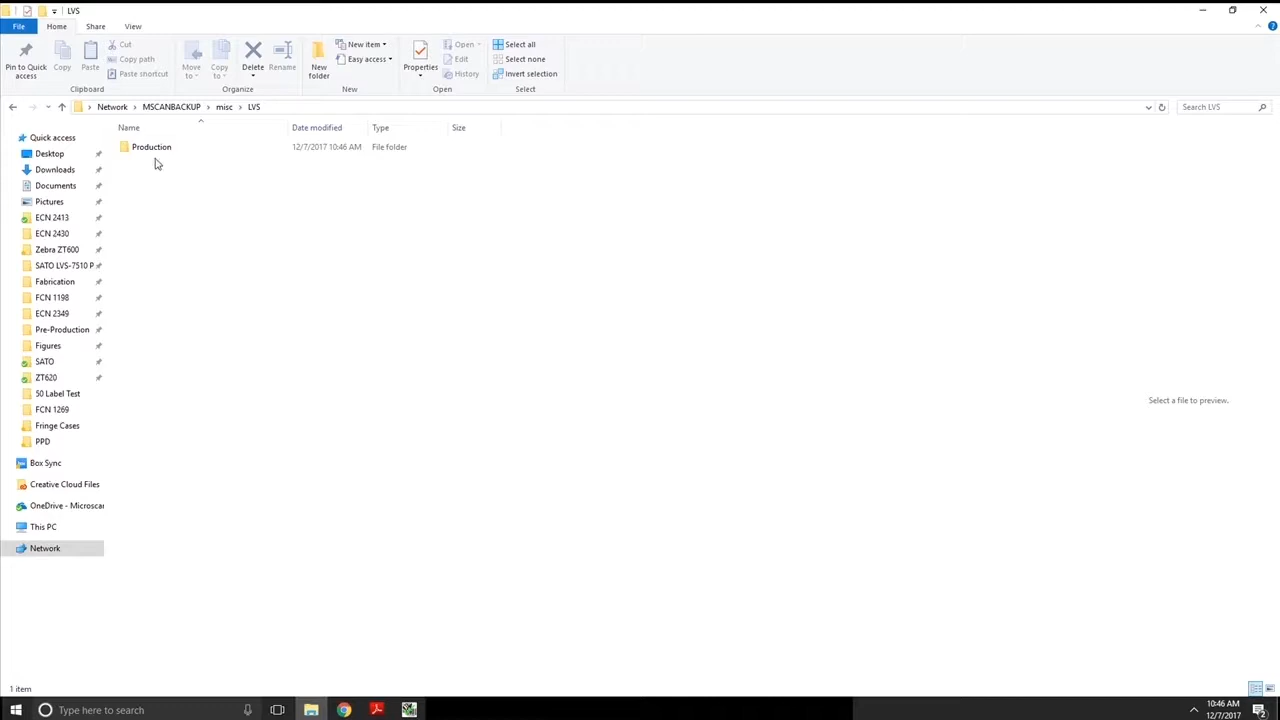 LVS
File Home Share View
Pin to Quick access
Copy
Paste
Cut
Copy path
Paste shortcut
Clipboard
Move to
Copy to
Delete
Rename
Organize
New folder
New item
Easy access
New
Properties
Open
Edit
History
Open
Select all
Select none
Invert selection
Select
Network MSCANBACKUP misc LVS
Search LVS
Name Date modified Type Size
Production 12/7/2017 10:46 AM File folder
Quick access
Desktop
Downloads
Documents
Pictures
ECN 2413
ECN 2430
Zebra ZT600
SATO LVS-7510 P
Fabrication
FCN 1198
ECN 2349
Pre-Production
Figures
SATO
ZT620
50 Label Test
FCN 1269
Fringe Cases
PPD
Box Sync
Creative Cloud Files
OneDrive - Microscan
This PC
Network
Select a file to preview.
1 item
Type here to search
10:46 AM
12/7/2017
2